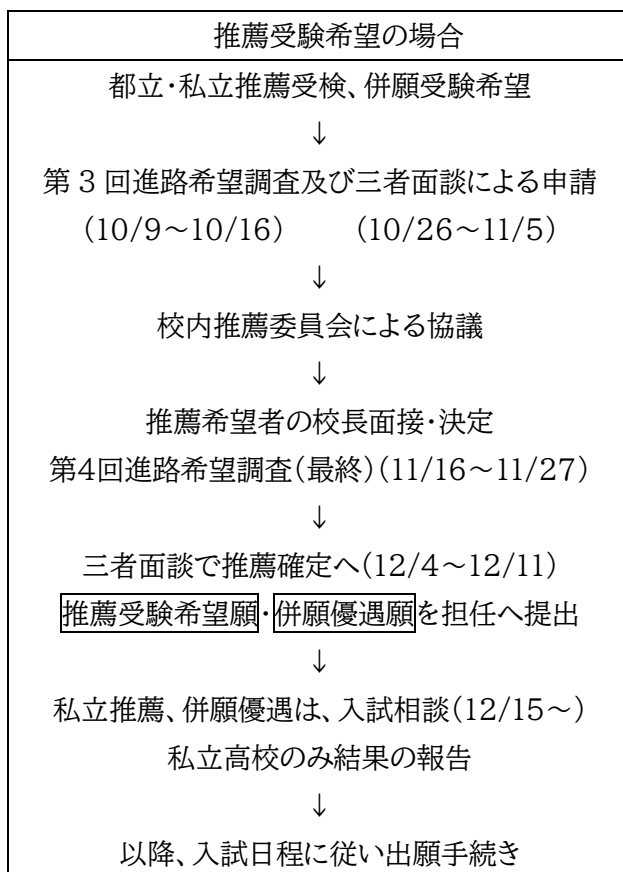 推薦受験希望の場合
都立・私立推薦受検、併願受験希望
↓
第3回進路希望調査及び三者面談による申請
(10/9～10/16)　　(10/26～11/5)
↓
校内推薦委員会による協議
↓
推薦希望者の校長面接・決定
第4回進路希望調査(最終)(11/16～11/27)
↓
三者面談で推薦確定へ(12/4～12/11)
推薦受験希望願・併願優遇願を担任へ提出
↓
私立推薦、併願優遇は、入試相談(12/15～)
私立高校のみ結果の報告
↓
以降、入試日程に従い出願手続き